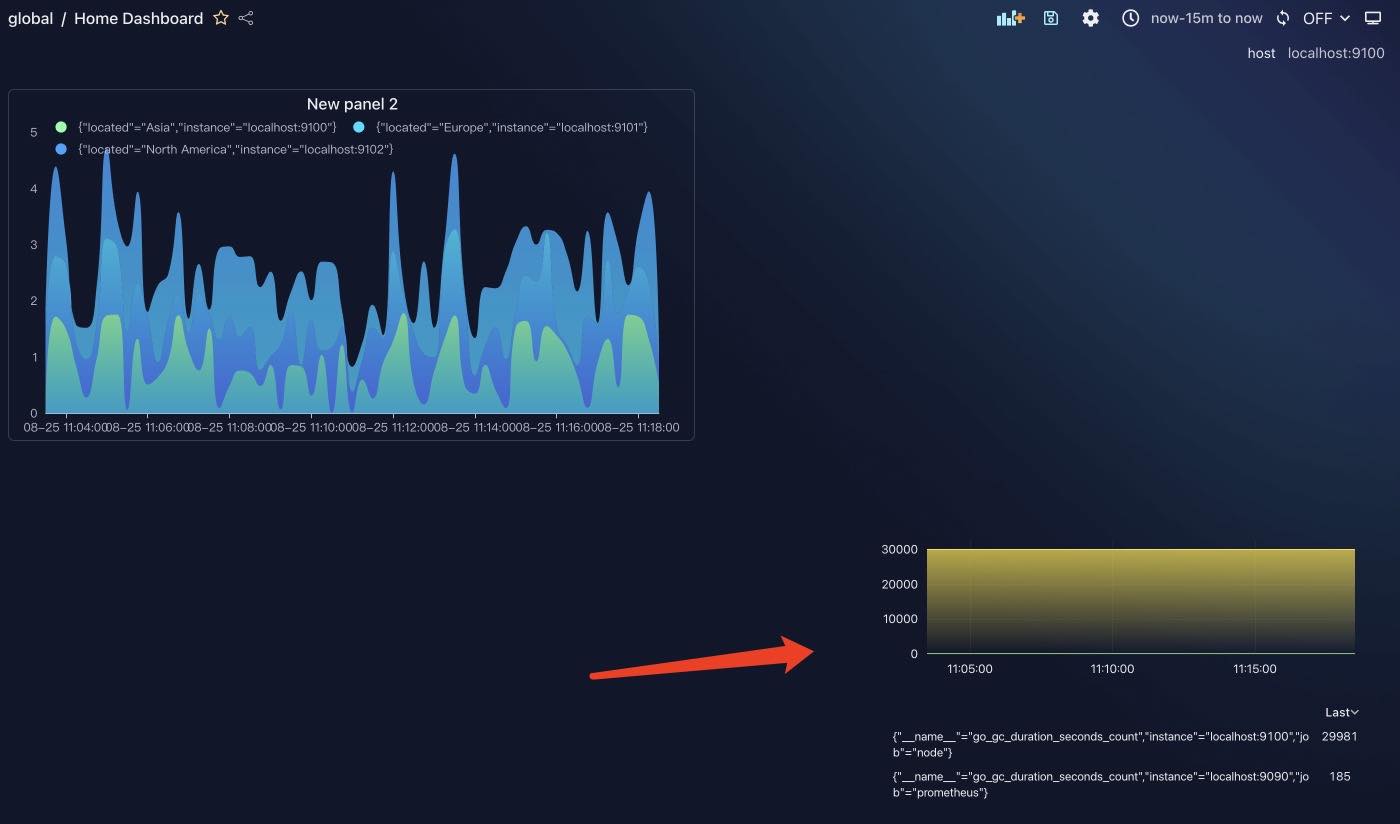 global / Home Dashboard
now-15m to now OFF
host localhost:9100
New panel 2
{"located"="Asia","instance"="localhost:9100"} {"located"="Europe","instance"="localhost:9101"}
{"located"="North America","instance"="localhost:9102"}
5
4
3
2
1
0
08-25 11:04:00 08-25 11:06:00 08-25 11:08:00 08-25 11:10:00 08-25 11:12:00 08-25 11:14:00 08-25 11:16:00 08-25 11:18:00
30000
20000
10000
0
11:05:00 11:10:00 11:15:00
Last
{"__name__"="go_gc_duration_seconds_count","instance"="localhost:9100","jo 29981
b"="node"}
{"__name__"="go_gc_duration_seconds_count","instance"="localhost:9090","jo 185
b"="prometheus"}